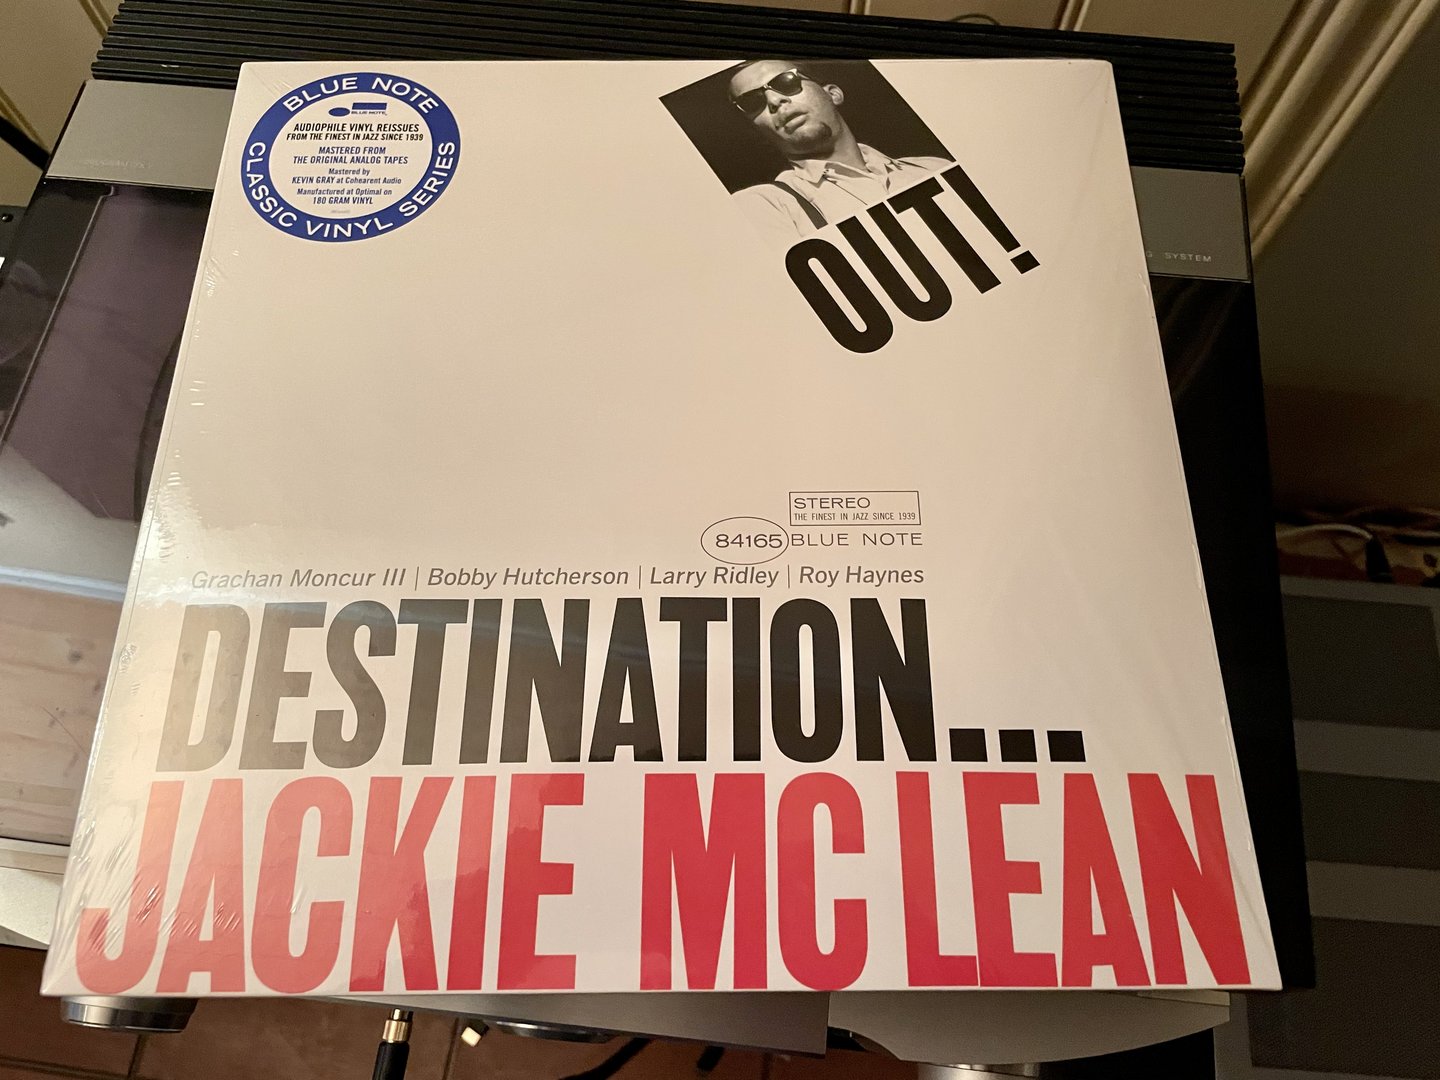 BLUE NOTE
BLUE NOTE
AUDIOPHILE VINYL REISSUES
FROM THE FINEST IN JAZZ SINCE 1939
MASTERED FROM
THE ORIGINAL ANALOG TAPES
Mastered by
KEVIN GRAY at Cohearent Audio
Manufactured at Optimal on
180 GRAM VINYL
CLASSIC VINYL SERIES
OUT!
SYSTEM
STEREO
THE FINEST IN JAZZ SINCE 1939
84165 BLUE NOTE
Grachan Moncur III | Bobby Hutcherson | Larry Ridley | Roy Haynes
DESTINATION...
JACKIE MCLEAN